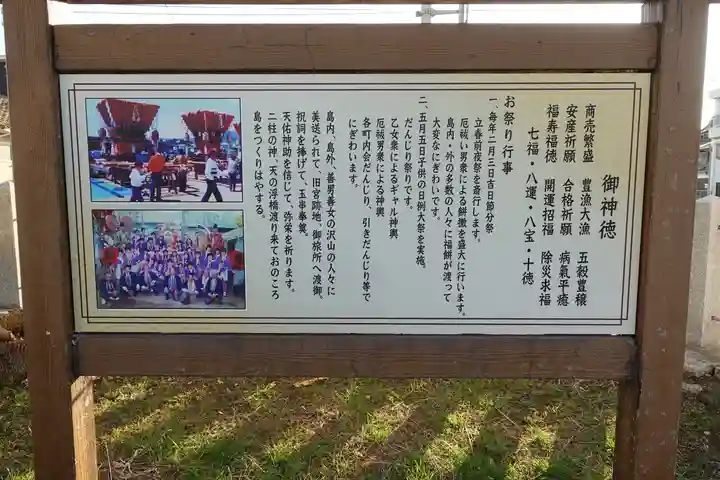 御神徳
商売繁盛 豊漁大漁 五穀豊穣
安産祈願 合格祈願 病氣平癒
福寿福徳 開運招福 除災求福
七福・八運・八宝・十徳
お祭り行事
一、毎年二月三日吉日節分祭
立春前夜祭を斎行します。
厄祓い男衆による餅撒を盛大に行います。
島内・外の多数の人々に福餅が渡って
大変なにぎわいです。
二、五月五日子供の日例大祭を実施。
だんじり祭りです。
乙女衆によるギャル神輿
厄祓男衆による神輿
各町内会だんじり、引きだんじり等で
にぎわいます。
島内、島外、善男善女の沢山の人々に
美送られて、旧宮跡地、御旅所へ渡御、
祝詞を捧げて、玉串奉奠。
天佑神助を信じて、弥栄を祈ります。
二柱の神、天の浮橋渡り来ておのころ
島をつくりはやする。